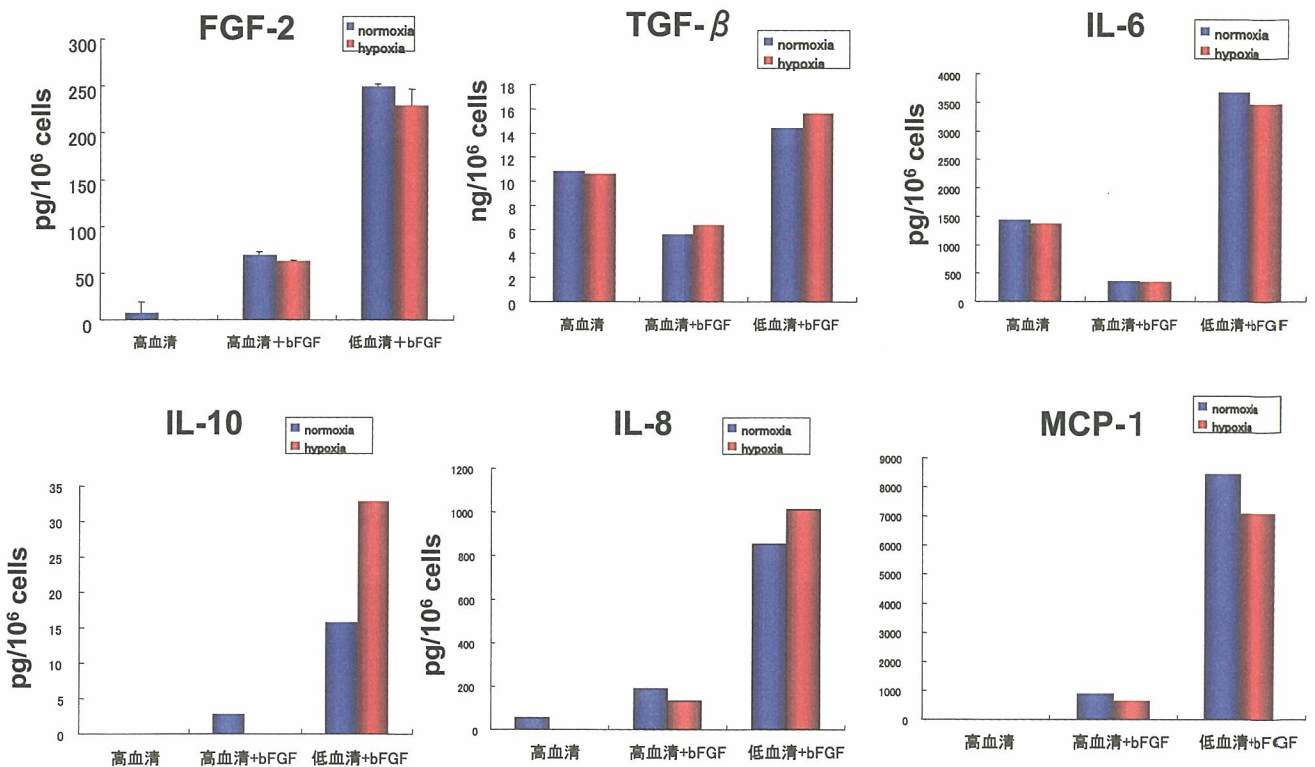 FGF-2
normoxia
hypoxia
pg/10⁶ cells
300
250
200
150
100
50
0
高血清
高血清+bFGF
低血清+bFGF
TGF-β
normoxia
hypoxia
ng/10⁶ cells
18
16
14
12
10
8
6
4
2
0
高血清
高血清+bFGF
低血清+bFGF
IL-6
normoxia
hypoxia
pg/10⁶ cells
4000
3500
3000
2500
2000
1500
1000
500
0
高血清
高血清+bFGF
低血清+bFGF
IL-10
normoxia
hypoxia
pg/10⁶ cells
35
30
25
20
15
10
5
0
高血清
高血清+bFGF
低血清+bFGF
IL-8
normoxia
hypoxia
pg/10⁶ cells
1200
1000
800
600
400
200
0
高血清
高血清+bFGF
低血清+bFGF
MCP-1
normoxia
hypoxia
9000
8000
7000
6000
5000
4000
3000
2000
1000
0
高血清
高血清+bFGF
低血清+bFGF